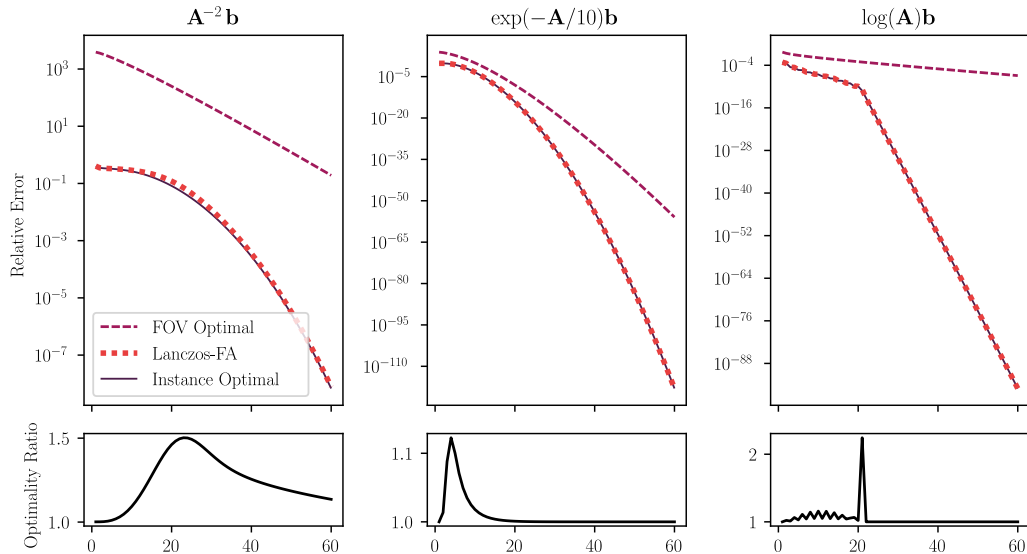 A⁻² b
exp(−A/10)b
log(A)b
Relative Error
10³
10¹
10⁻¹
10⁻³
10⁻⁵
10⁻⁷
FOV Optimal
Lanczos-FA
Instance Optimal
10⁻⁵
10⁻²⁰
10⁻³⁵
10⁻⁵⁰
10⁻⁶⁵
10⁻⁸⁰
10⁻⁹⁵
10⁻¹¹⁰
10⁻⁴
10⁻¹⁶
10⁻²⁸
10⁻⁴⁰
10⁻⁵²
10⁻⁶⁴
10⁻⁷⁶
10⁻⁸⁸
Optimality Ratio
1.5
1.0
0 20 40 60
1.1
1.0
0 20 40 60
2
1
0 20 40 60